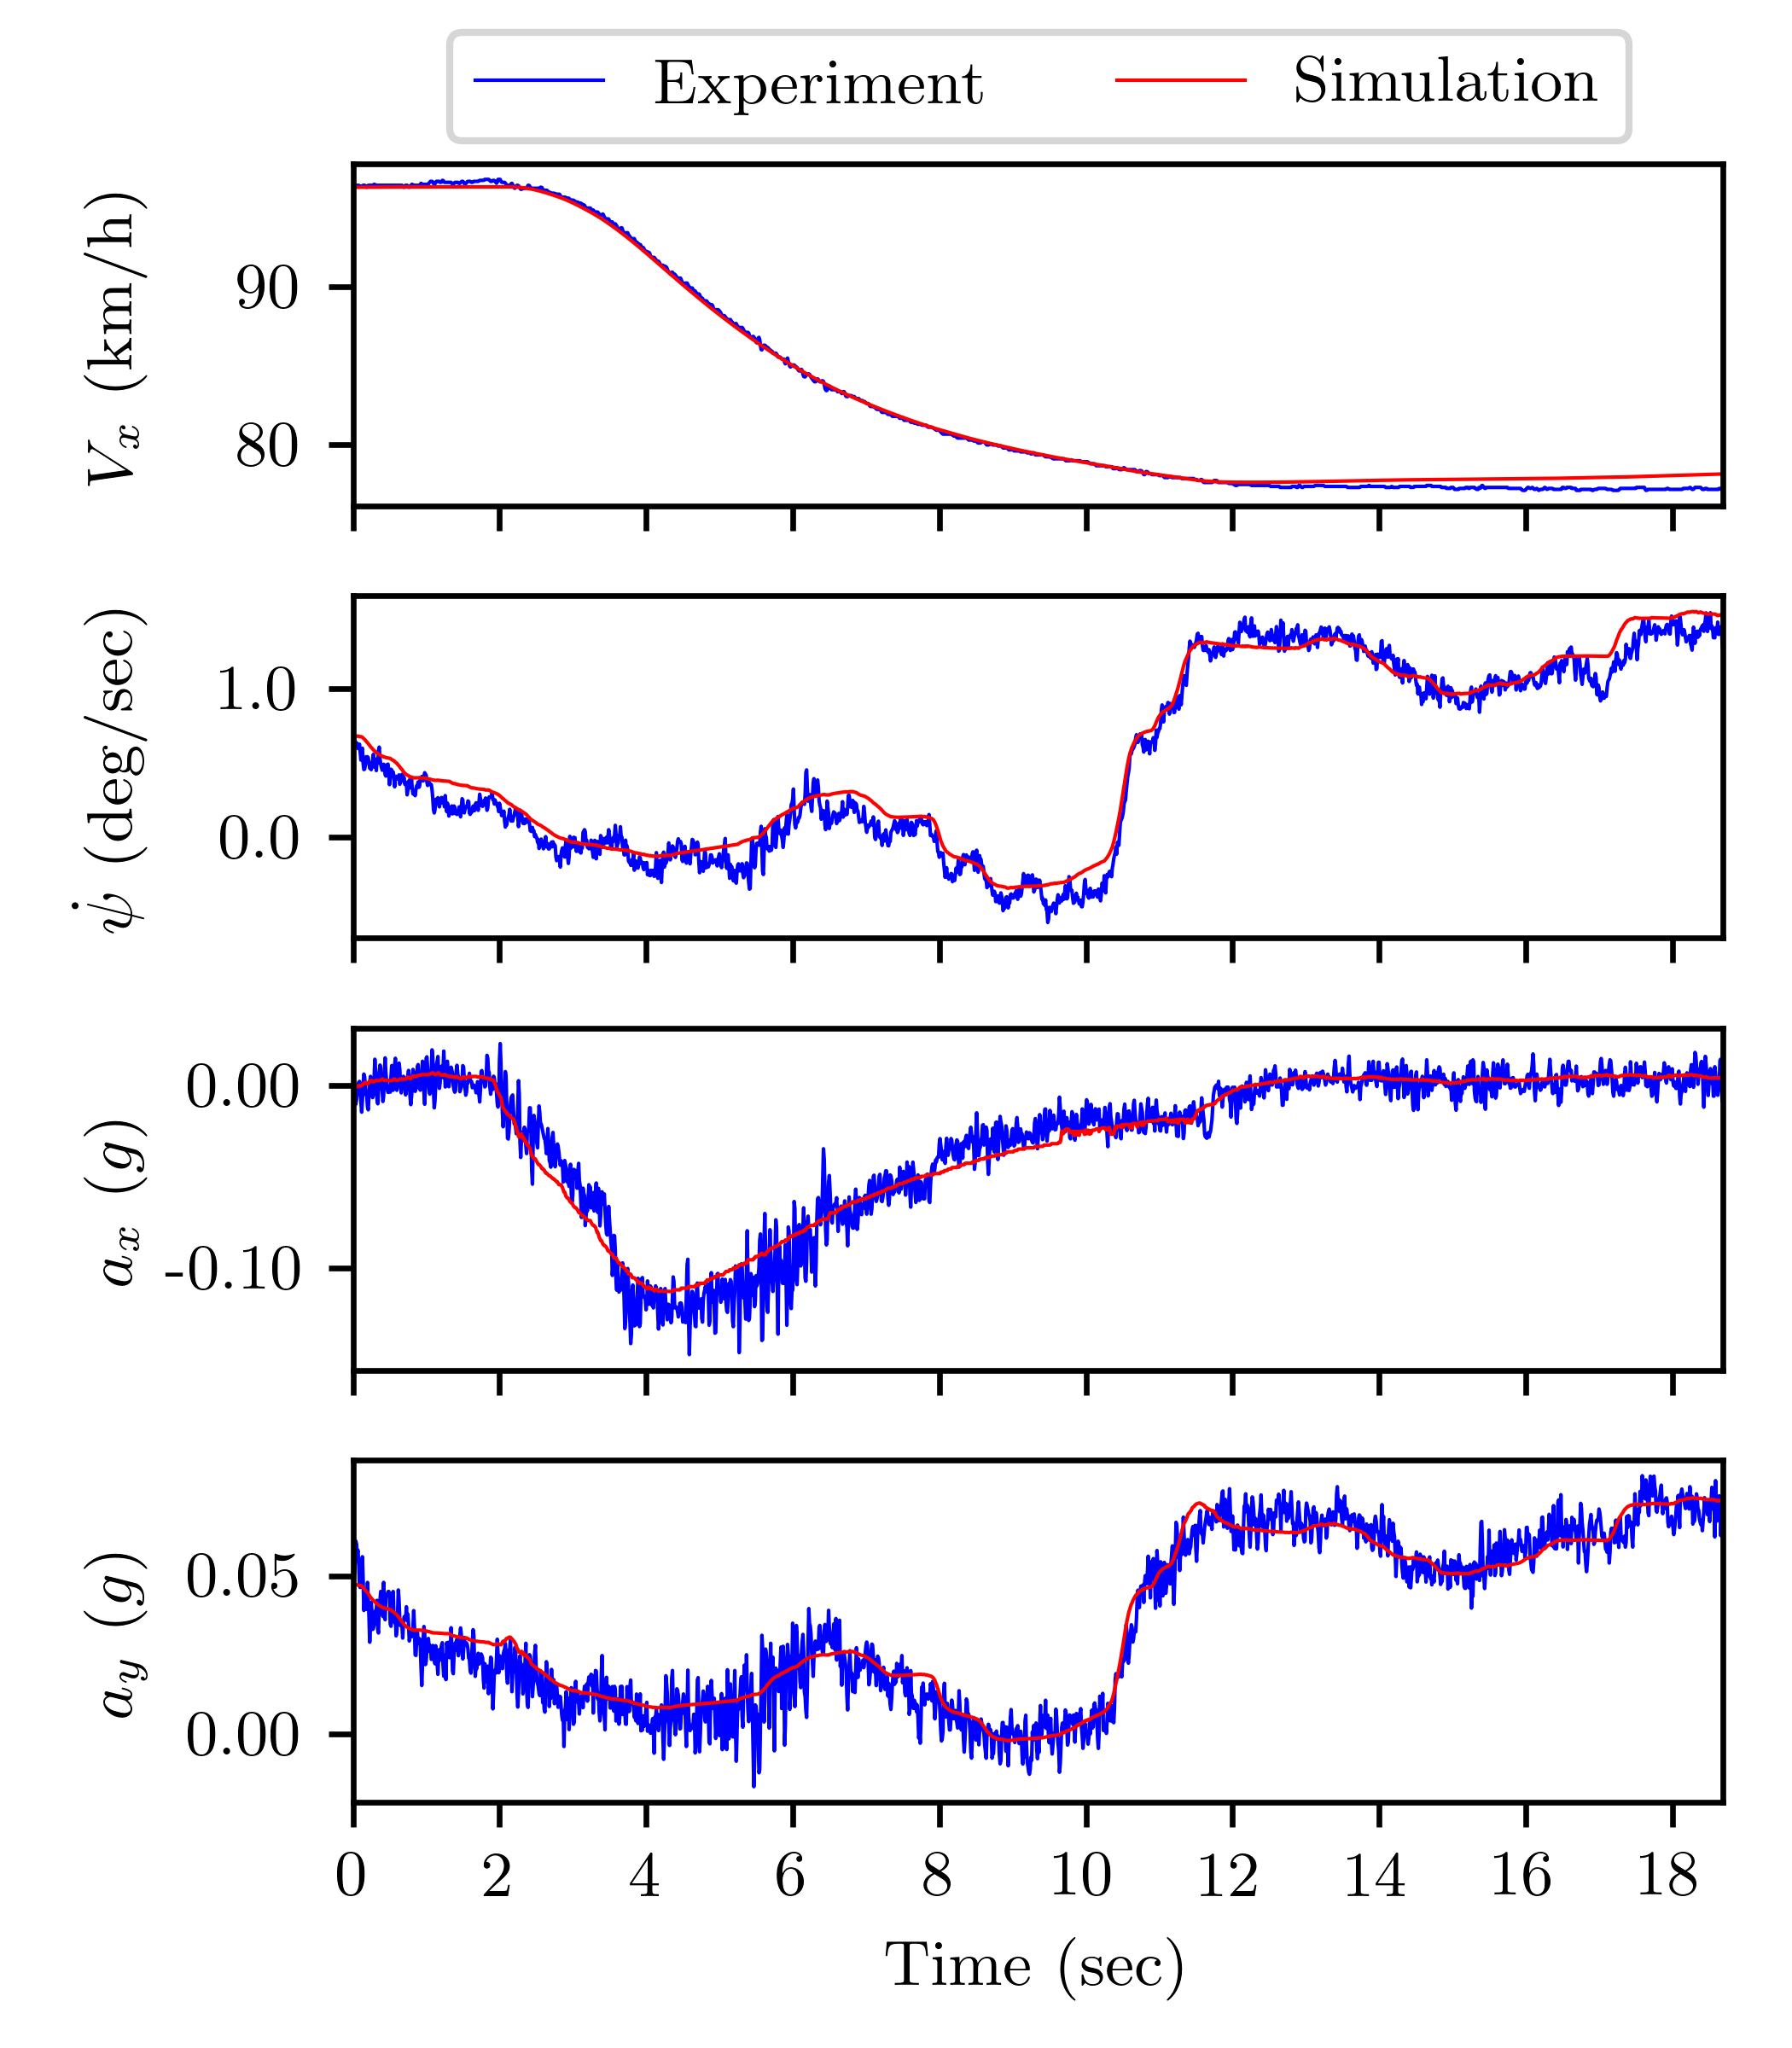 Experiment Simulation
V_x (km/h)
90
80
ψ̇ (deg/sec)
1.0
0.0
a_x (g)
0.00
-0.10
a_y (g)
0.05
0.00
0 2 4 6 8 10 12 14 16 18
Time (sec)